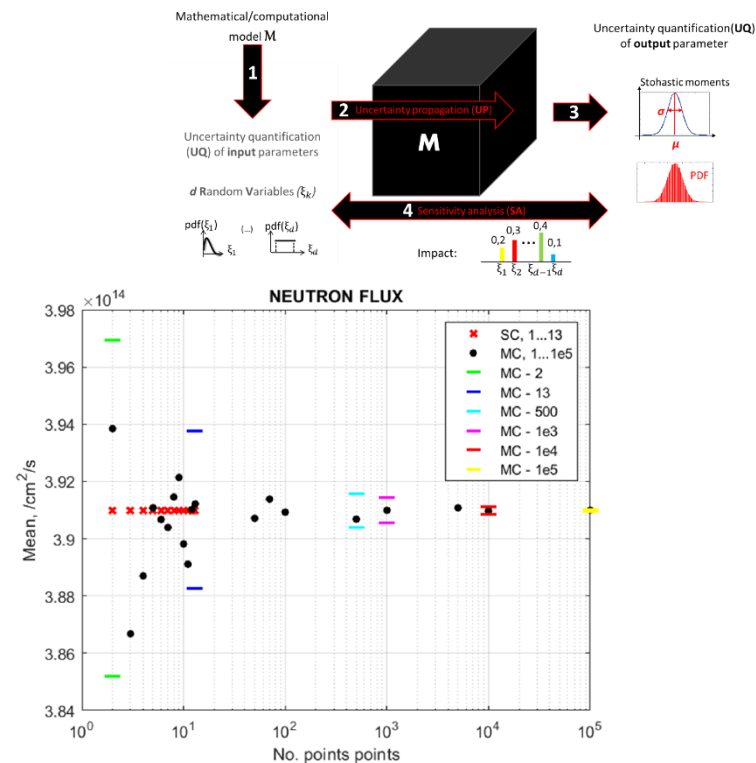 Mathematical/computational
model M
1
Uncertainty quantification
(UQ) of input parameters
d Random Variables (ξk)
pdf(ξ1)
ξ1
(...)
pdf(ξd)
ξd
2 Uncertainty propagation (UP)
M
3
4 Sensitivity analysis (SA)
Impact:
0,2
0,3
...
0,4
0,1
ξ1 ξ2 ξd−1 ξd
Uncertainty quantification(UQ)
of output parameter
Stohastic moments
σ
μ
PDF
NEUTRON FLUX
×10^14
3.98
3.96
3.94
3.92
3.9
3.88
3.86
3.84
Mean, /cm²/s
10^0 10^1 10^2 10^3 10^4 10^5
No. points points
SC, 1...13
MC, 1...1e5
MC - 2
MC - 13
MC - 500
MC - 1e3
MC - 1e4
MC - 1e5